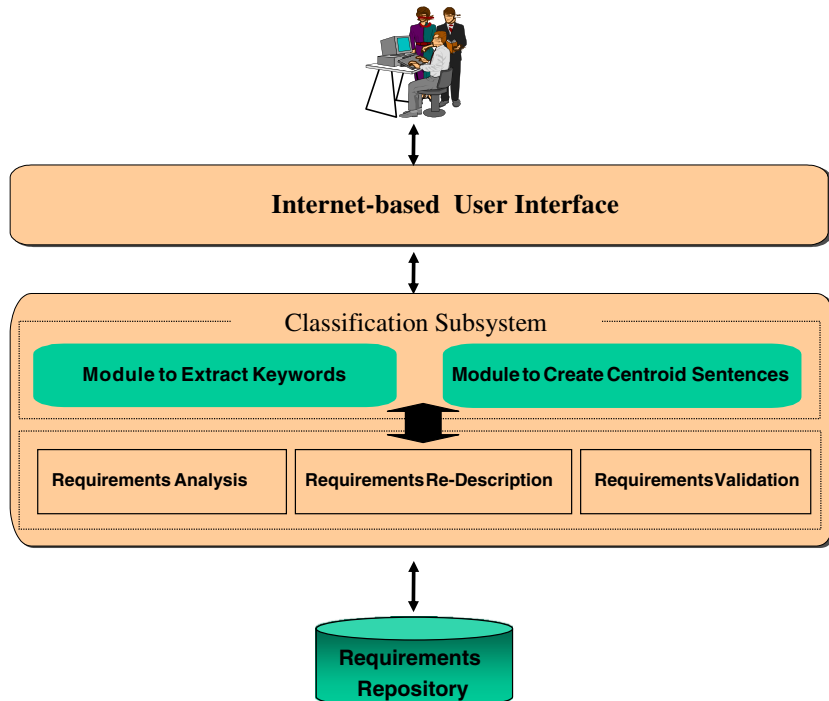 Internet-based User Interface
Classification Subsystem
Module to Extract Keywords
Module to Create Centroid Sentences
Requirements Analysis
Requirements Re-Description
Requirements Validation
Requirements
Repository